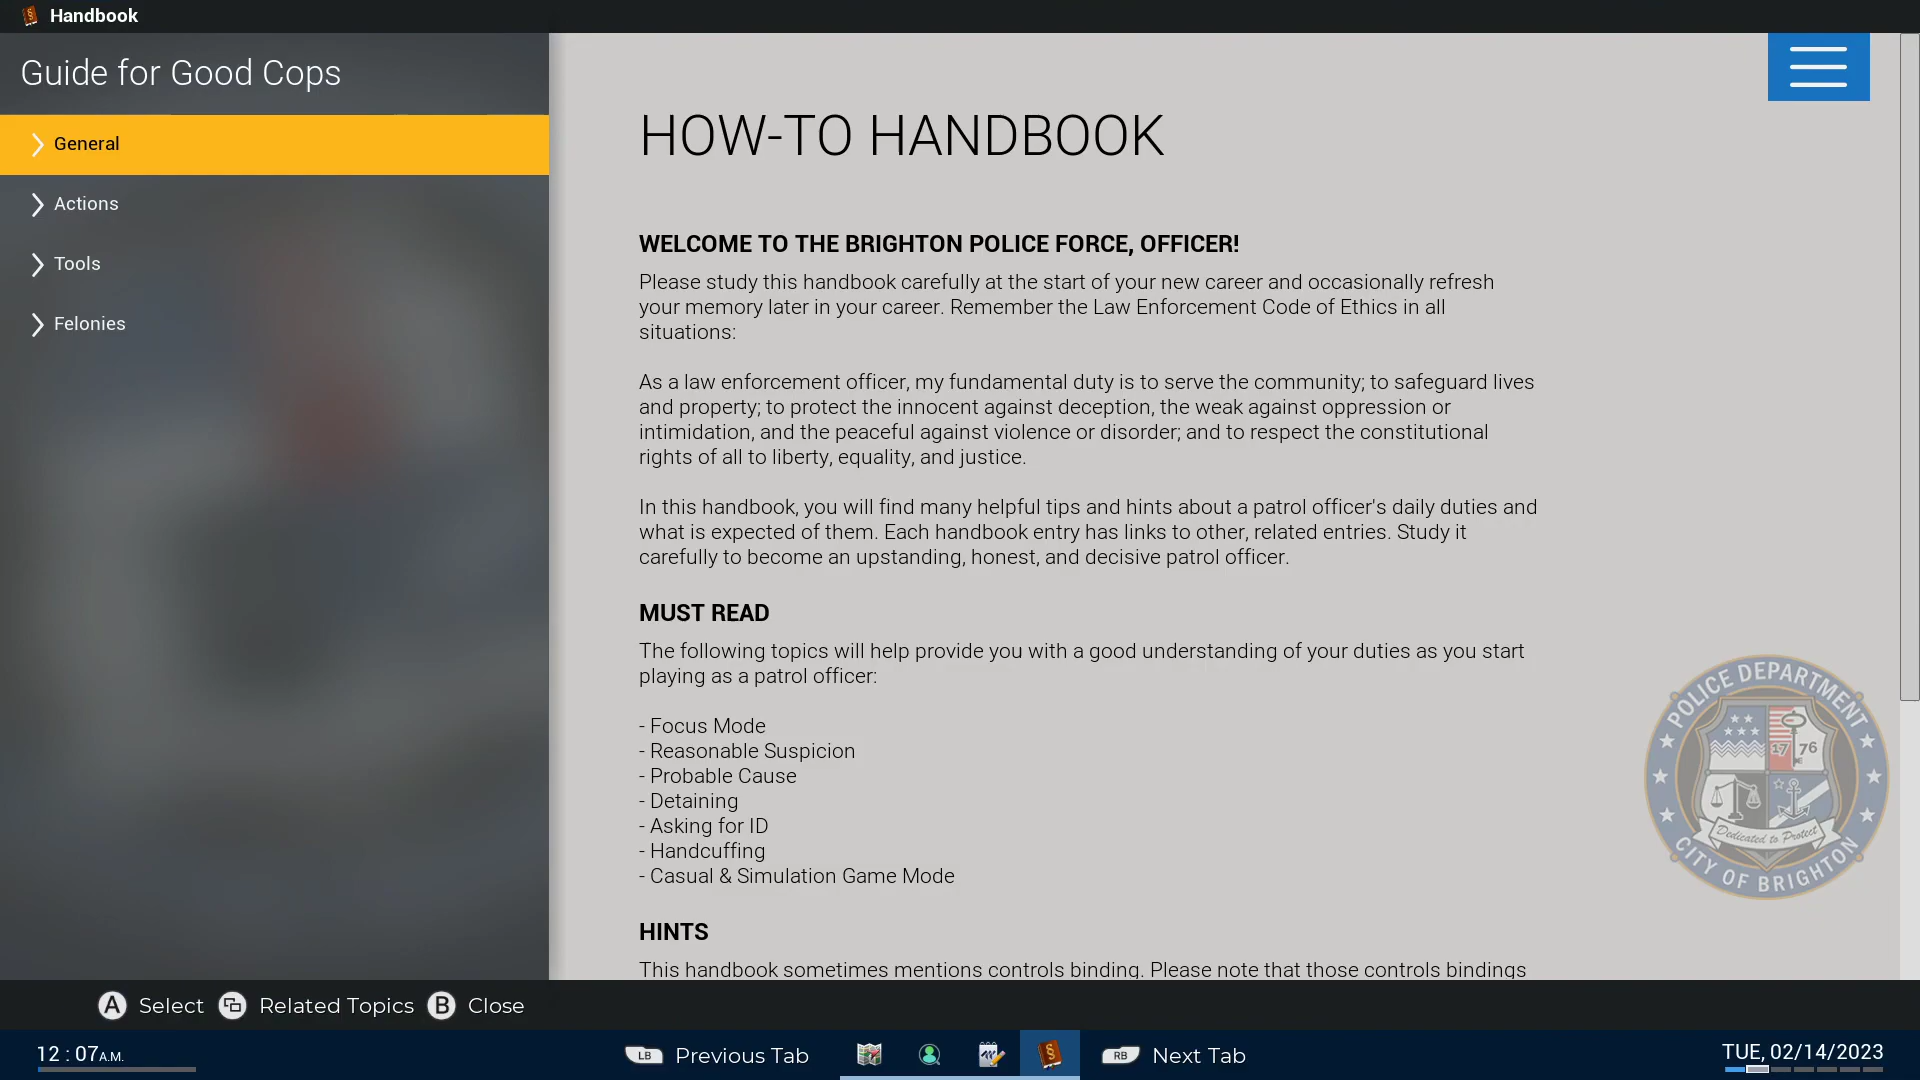 Handbook
Guide for Good Cops
General
Actions
Tools
Felonies
HOW-TO HANDBOOK
WELCOME TO THE BRIGHTON POLICE FORCE, OFFICER!
Please study this handbook carefully at the start of your new career and occasionally refresh
your memory later in your career. Remember the Law Enforcement Code of Ethics in all
situations:
As a law enforcement officer, my fundamental duty is to serve the community; to safeguard lives
and property; to protect the innocent against deception, the weak against oppression or
intimidation, and the peaceful against violence or disorder; and to respect the constitutional
rights of all to liberty, equality, and justice.
In this handbook, you will find many helpful tips and hints about a patrol officer's daily duties and
what is expected of them. Each handbook entry has links to other, related entries. Study it
carefully to become an upstanding, honest, and decisive patrol officer.
MUST READ
The following topics will help provide you with a good understanding of your duties as you start
playing as a patrol officer:
- Focus Mode
- Reasonable Suspicion
- Probable Cause
- Detaining
- Asking for ID
- Handcuffing
- Casual & Simulation Game Mode
HINTS
This handbook sometimes mentions controls binding. Please note that those controls bindings
POLICE DEPARTMENT
17 76
Dedicated to Protect
CITY OF BRIGHTON
A Select Related Topics B Close
12 : 07 A.M.
LB Previous Tab
RB Next Tab
TUE, 02/14/2023